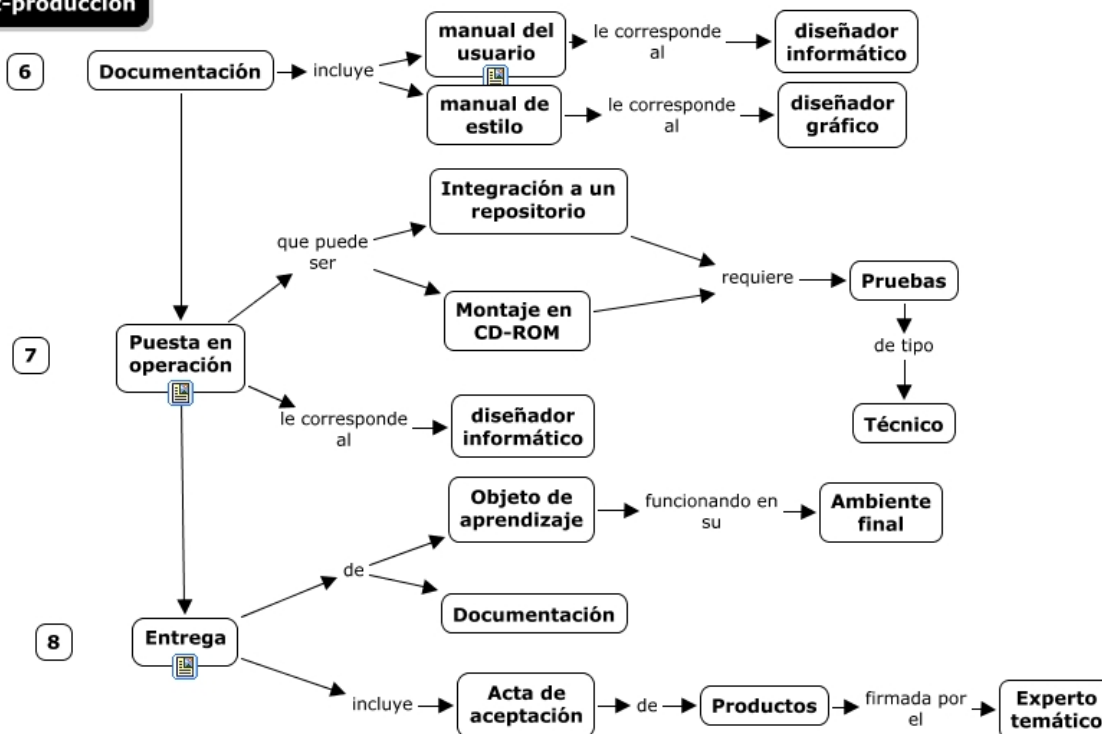 -producción
6
Documentación
incluye
manual del
usuario
le corresponde
al
diseñador
informático
manual de
estilo
le corresponde
al
diseñador
gráfico
7
Puesta en
operación
que puede
ser
Integración a un
repositorio
Montaje en
CD-ROM
requiere
Pruebas
de tipo
Técnico
le corresponde
al
diseñador
informático
8
Entrega
de
Objeto de
aprendizaje
funcionando en
su
Ambiente
final
Documentación
incluye
Acta de
aceptación
de
Productos
firmada por
el
Experto
temático